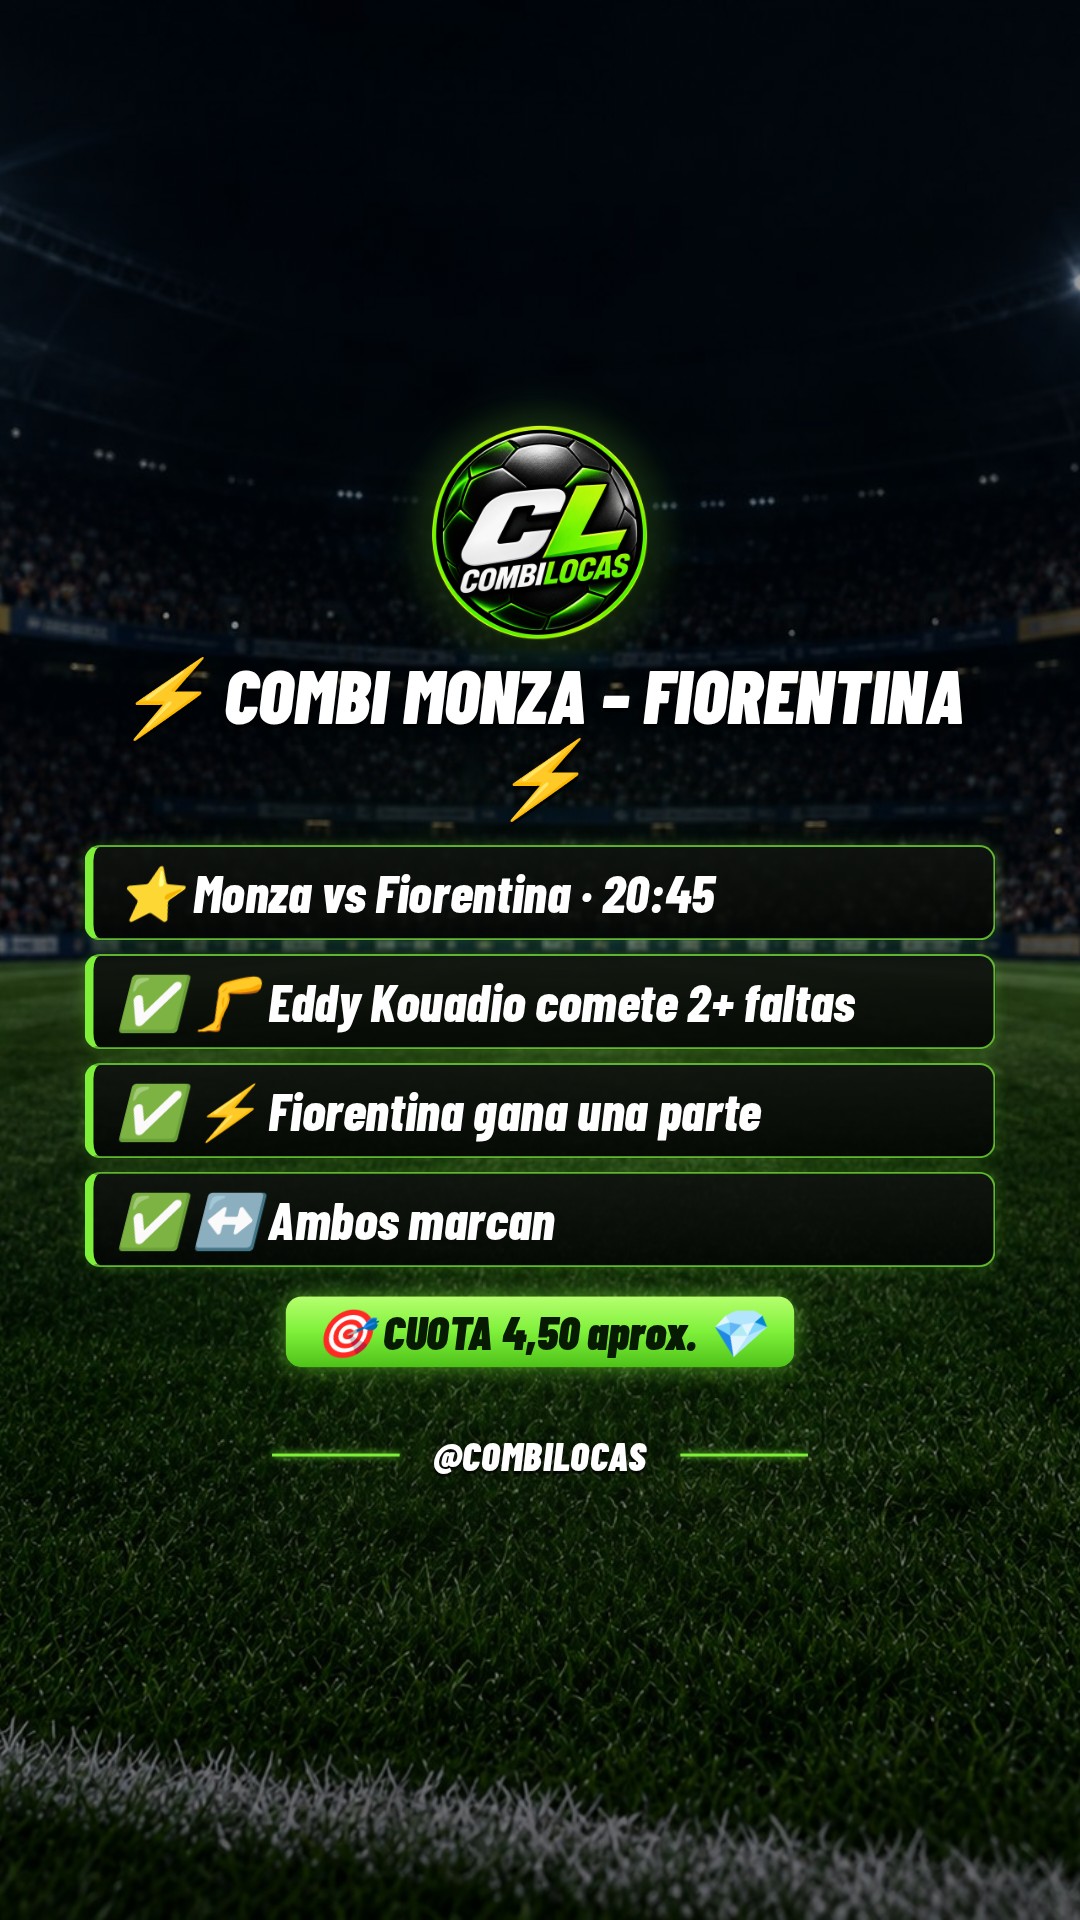 CL
COMBILOCAS
⚡ COMBI MONZA - FIORENTINA
⚡
⭐ Monza vs Fiorentina · 20:45
✅ 🦵 Eddy Kouadio comete 2+ faltas
✅ ⚡ Fiorentina gana una parte
✅ ↔️ Ambos marcan
🎯 CUOTA 4,50 aprox. 💎
@COMBILOCAS